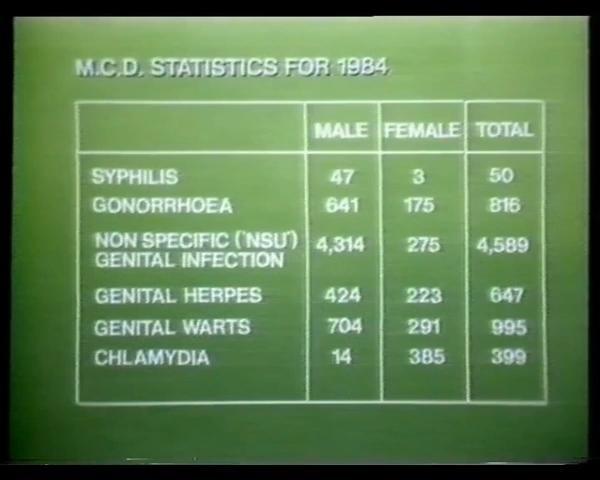 M.C.D. STATISTICS FOR 1984
MALE FEMALE TOTAL
SYPHILIS 47 3 50
GONORRHOEA 641 175 816
NON SPECIFIC ('NSU') 4,314 275 4,589
GENITAL INFECTION
GENITAL HERPES 424 223 647
GENITAL WARTS 704 291 995
CHLAMYDIA 14 385 399